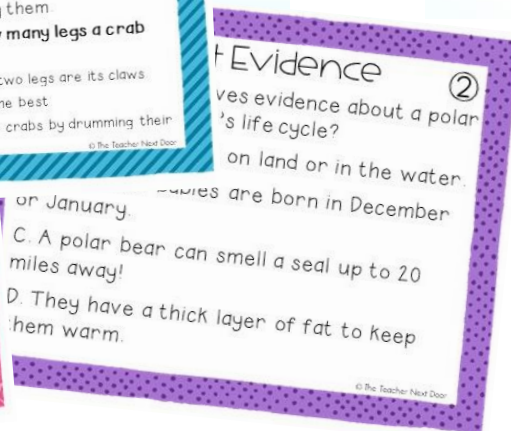 them.
many legs a crab
two legs are its claws
he best
crabs by drumming their
© The Teacher Next Door
Evidence
2
ves evidence about a polar
's life cycle?
on land or in the water.
are born in December
or January.
C. A polar bear can smell a seal up to 20
miles away!
D. They have a thick layer of fat to keep
hem warm.
© The Teacher Next Door